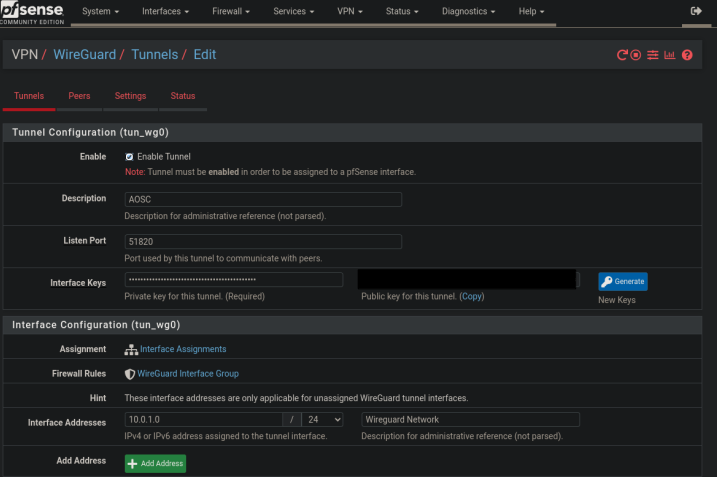 pfsense
COMMUNITY EDITION
System Interfaces Firewall Services VPN Status Diagnostics Help
VPN / WireGuard / Tunnels / Edit
Tunnels Peers Settings Status
Tunnel Configuration (tun_wg0)
Enable Enable Tunnel
Note: Tunnel must be enabled in order to be assigned to a pfSense interface.
Description AOSC
Description for administrative reference (not parsed).
Listen Port 51820
Port used by this tunnel to communicate with peers.
Interface Keys Generate
Private key for this tunnel. (Required) Public key for this tunnel. (Copy) New Keys
Interface Configuration (tun_wg0)
Assignment Interface Assignments
Firewall Rules WireGuard Interface Group
Hint These interface addresses are only applicable for unassigned WireGuard tunnel interfaces.
Interface Addresses 10.0.1.0 / 24 Wireguard Network
IPv4 or IPv6 address assigned to the tunnel interface. Description for administrative reference (not parsed).
Add Address Add Address